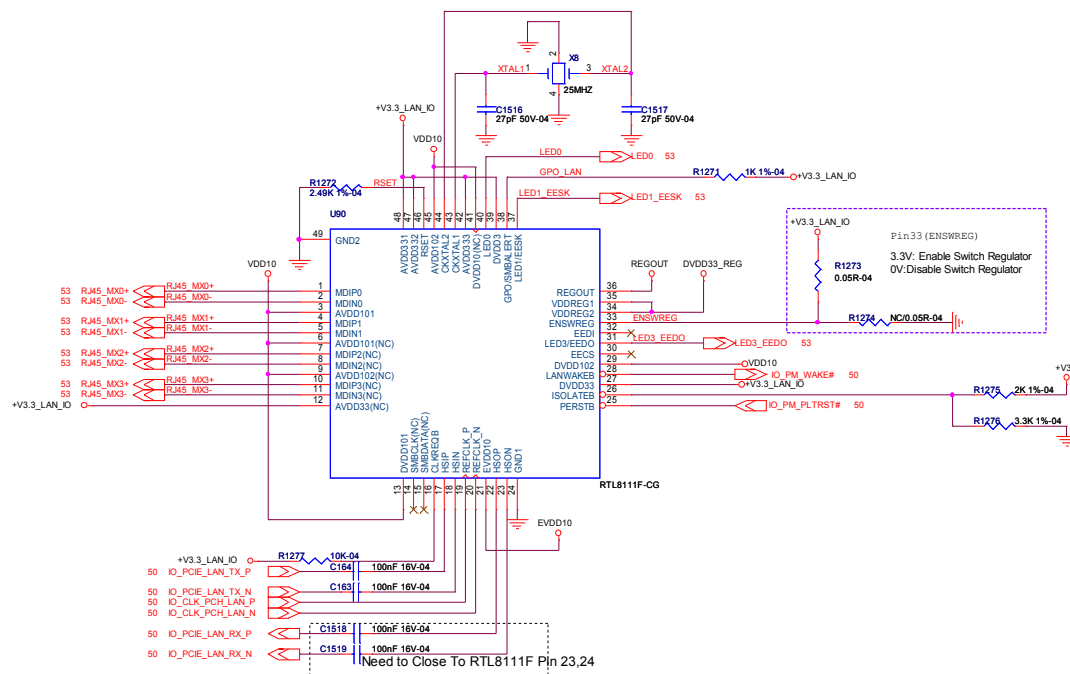 X8
XTAL1 1 2 3 XTAL2
4 25MHZ
C1516
27pF 50V-04
C1517
27pF 50V-04
+V3.3_LAN_IO
VDD10
LED0 LED0 53
GPO_LAN R1271 1K 1%-04 +V3.3_LAN_IO
LED1_EESK LED1_EESK 53
R1272 RSET
2.49K 1%-04
U90
48 47 46 45 44 43 42 41 40 39 38 37
AVDD331
AVDD332
RSET
AVDD102
CKXTAL2
CKXTAL1
AVDD333
DVDD10(NC)
LED0
DVDD3
GPO/SMBALERT
LED1/EESK
49 GND2
VDD10
53 RJ45_MX0+ 1 MDIP0
53 RJ45_MX0- 2 MDIN0
3 AVDD101
53 RJ45_MX1+ 4 MDIP1
53 RJ45_MX1- 5 MDIN1
6 AVDD101(NC)
53 RJ45_MX2+ 7 MDIP2(NC)
53 RJ45_MX2- 8 MDIN2(NC)
9 AVDD102(NC)
53 RJ45_MX3+ 10 MDIP3(NC)
53 RJ45_MX3- 11 MDIN3(NC)
+V3.3_LAN_IO 12 AVDD33(NC)
REGOUT DVDD33_REG
REGOUT 36
VDDREG1 35
VDDREG2 34
ENSWREG 33 ENSWREG
EEDI 32
LED3/EEDO 31 LED3_EEDO 53
EECS 30
DVDD102 29 VDD10
LANWAKEB 28 IO_PM_WAKE# 50
DVDD33 27 +V3.3_LAN_IO
ISOLATEB 26
PERSTB 25 IO_PM_PLTRST# 50
+V3.3_LAN_IO
Pin33(ENSWREG)
3.3V: Enable Switch Regulator
0V:Disable Switch Regulator
R1273
0.05R-04
R1274 NC/0.05R-04
R1275 2K 1%-04
R1276 3.3K 1%-04
DVDD101
SMBCLK(NC)
SMBDATA(NC)
CLKREQB
HSIP
HSIN
REFCLK_P
REFCLK_N
EVDD10
HSOP
HSON
GND1
13 14 15 16 17 18 19 20 21 22 23 24
RTL8111F-CG
EVDD10
+V3.3_LAN_IO R1277 10K-04
50 IO_PCIE_LAN_TX_P C164 100nF 16V-04
50 IO_PCIE_LAN_TX_N C163 100nF 16V-04
50 IO_CLK_PCH_LAN_P
50 IO_CLK_PCH_LAN_N
50 IO_PCIE_LAN_RX_P C1518 100nF 16V-04
50 IO_PCIE_LAN_RX_N C1519 100nF 16V-04
Need to Close To RTL8111F Pin 23,24